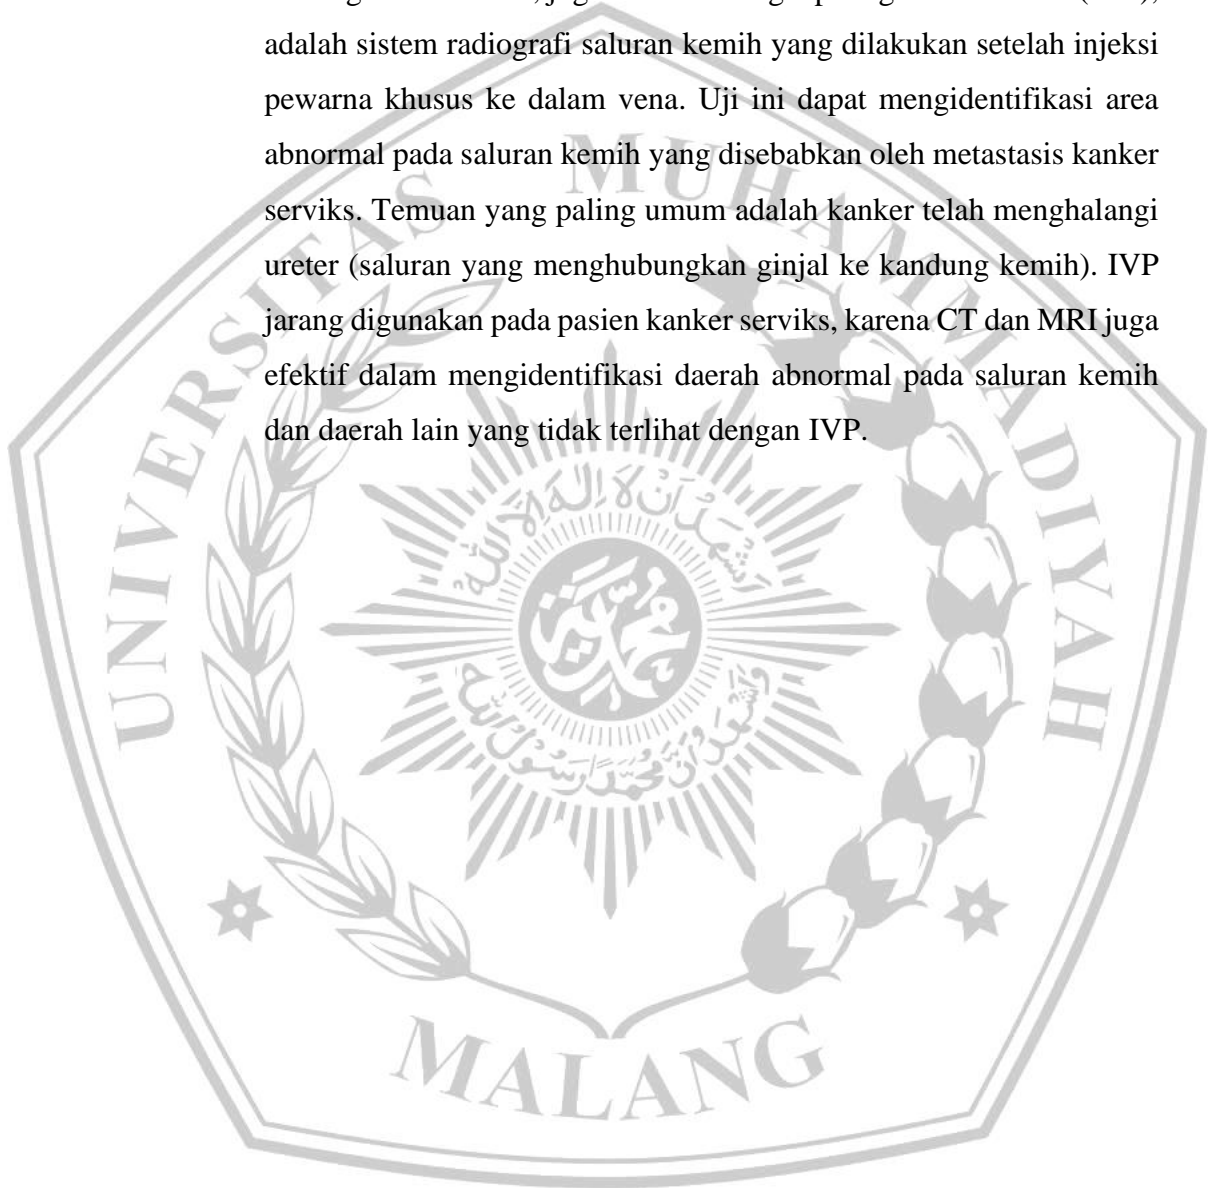 adalah sistem radiografi saluran kemih yang dilakukan setelah injeksi
pewarna khusus ke dalam vena. Uji ini dapat mengidentifikasi area
abnormal pada saluran kemih yang disebabkan oleh metastasis kanker
serviks. Temuan yang paling umum adalah kanker telah menghalangi
ureter (saluran yang menghubungkan ginjal ke kandung kemih). IVP
jarang digunakan pada pasien kanker serviks, karena CT dan MRI juga
efektif dalam mengidentifikasi daerah abnormal pada saluran kemih
dan daerah lain yang tidak terlihat dengan IVP.
UNIVERSITAS MUHAMMADIYAH
MALANG